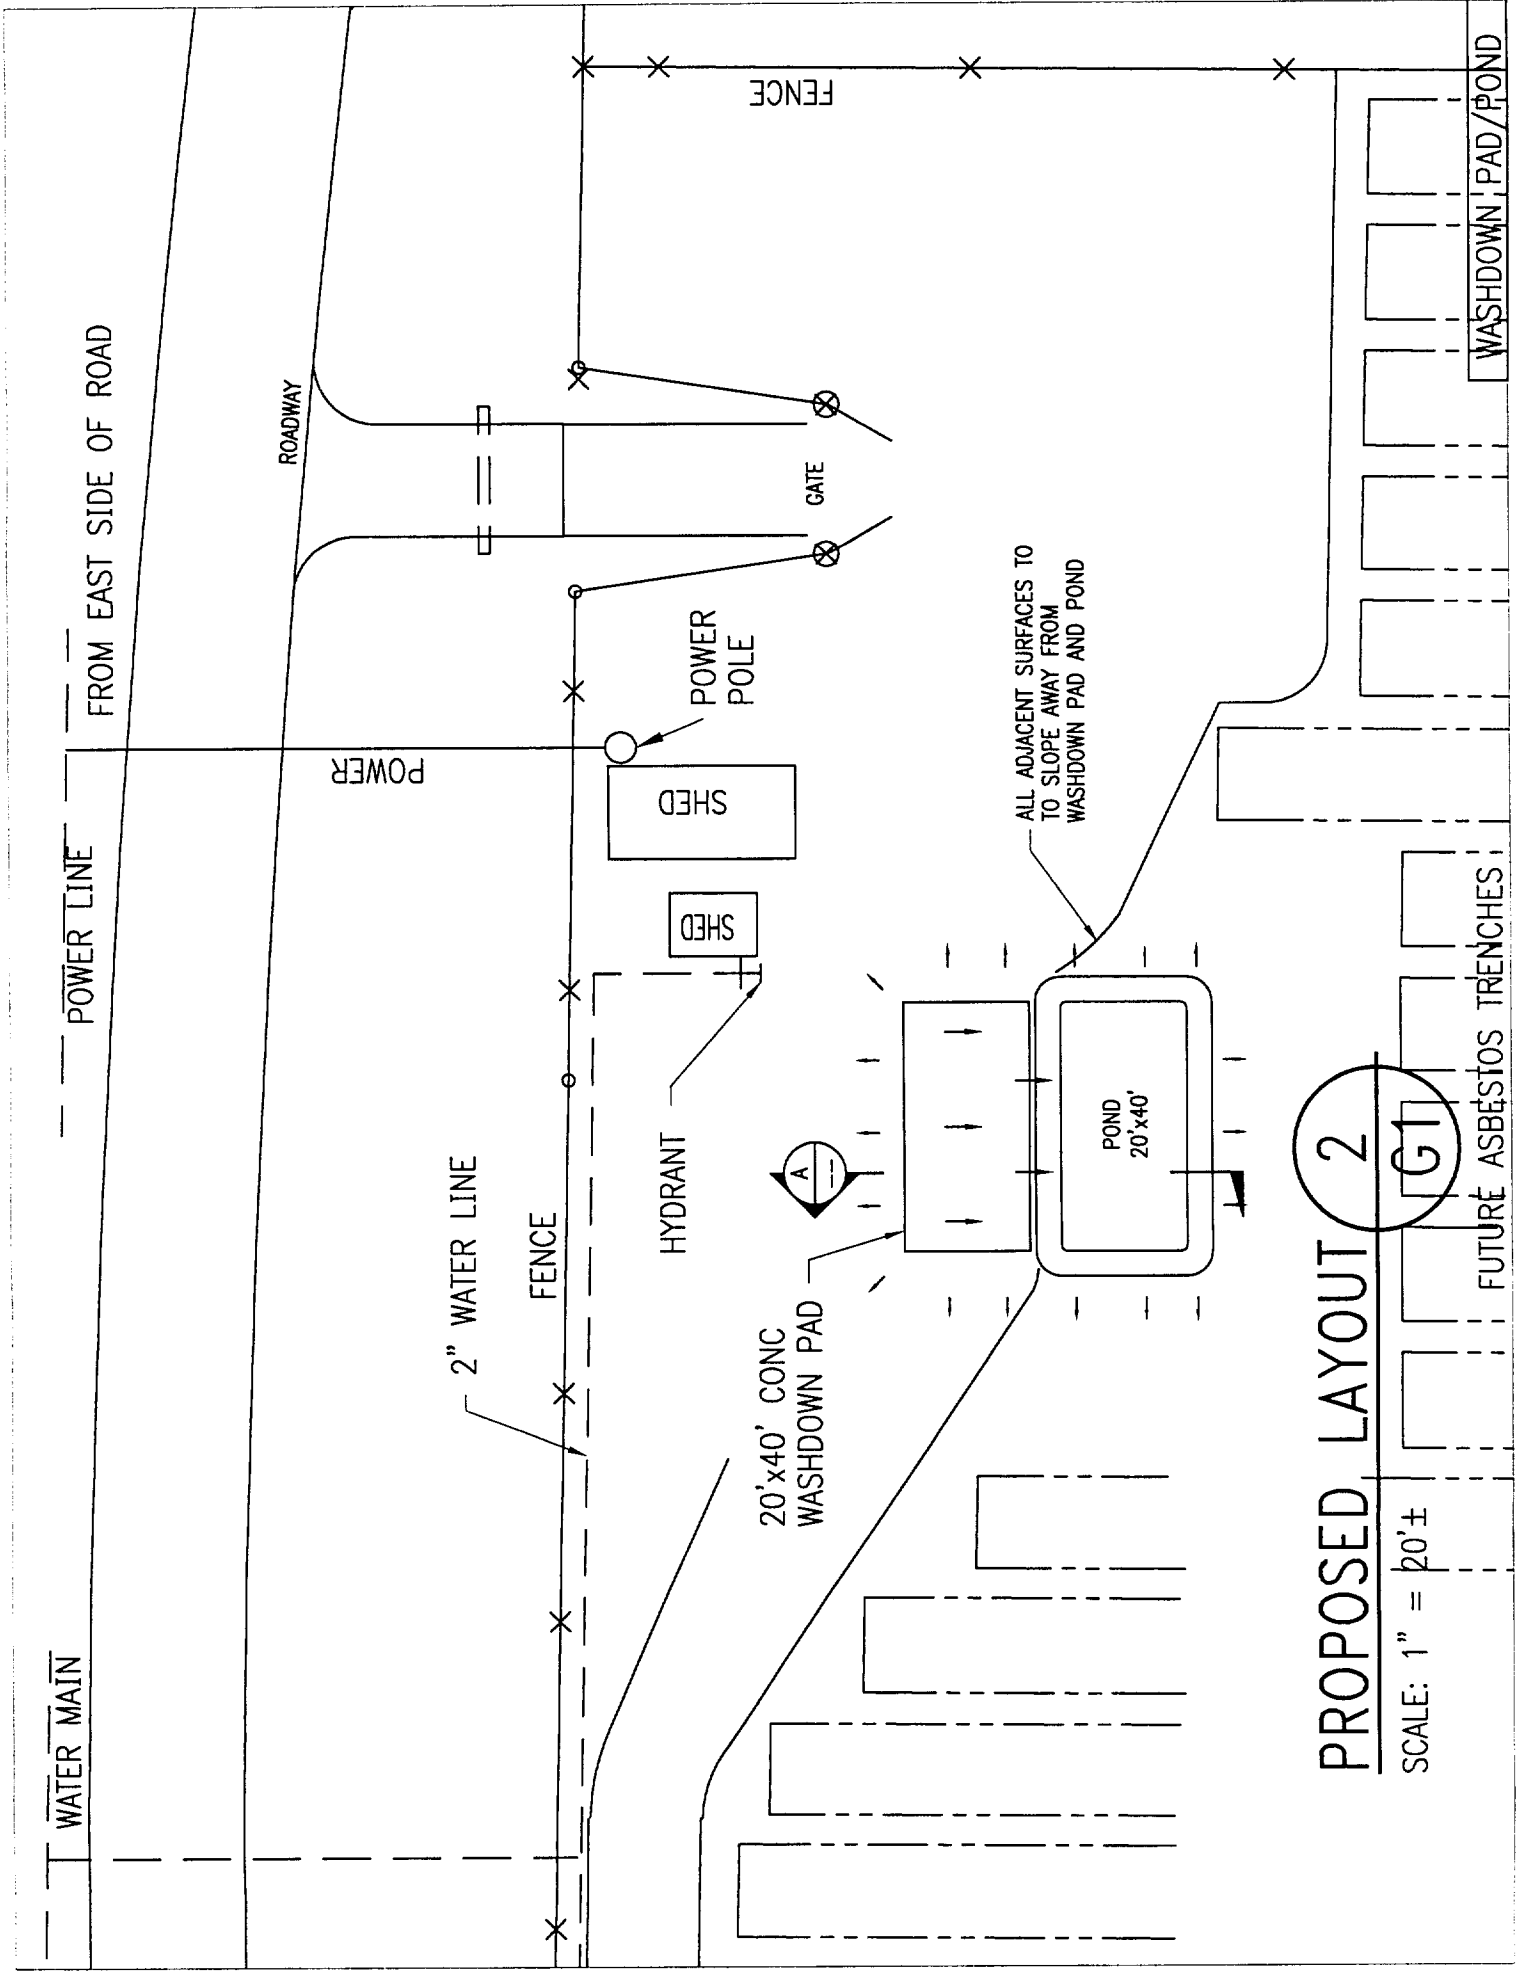 WATER MAIN
POWER LINE
FROM EAST SIDE OF ROAD
ROADWAY
POWER
FENCE
2" WATER LINE
FENCE
HYDRANT
SHED
SHED
POWER
POLE
GATE
20'x40' CONC
WASHDOWN PAD
A
ALL ADJACENT SURFACES TO
TO SLOPE AWAY FROM
WASHDOWN PAD AND POND
POND
20'x40'
PROPOSED LAYOUT
2
G1
SCALE: 1" = 20'±
FUTURE ASBESTOS TRENCHES
WASHDOWN PAD/POND